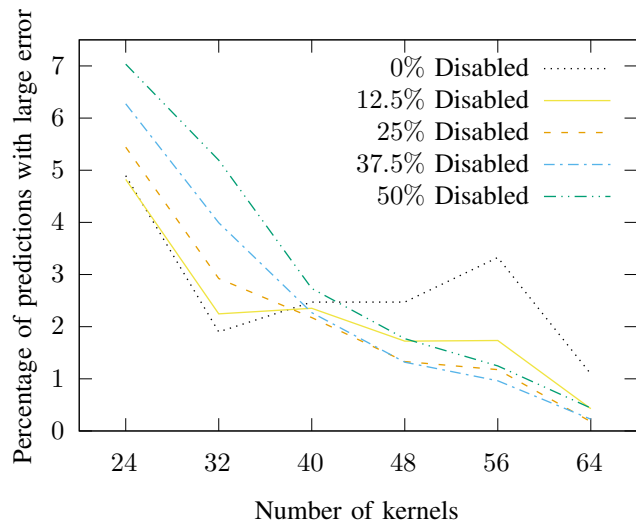 Percentage of predictions with large error
7
6
5
4
3
2
1
0
0% Disabled
12.5% Disabled
25% Disabled
37.5% Disabled
50% Disabled
24 32 40 48 56 64
Number of kernels